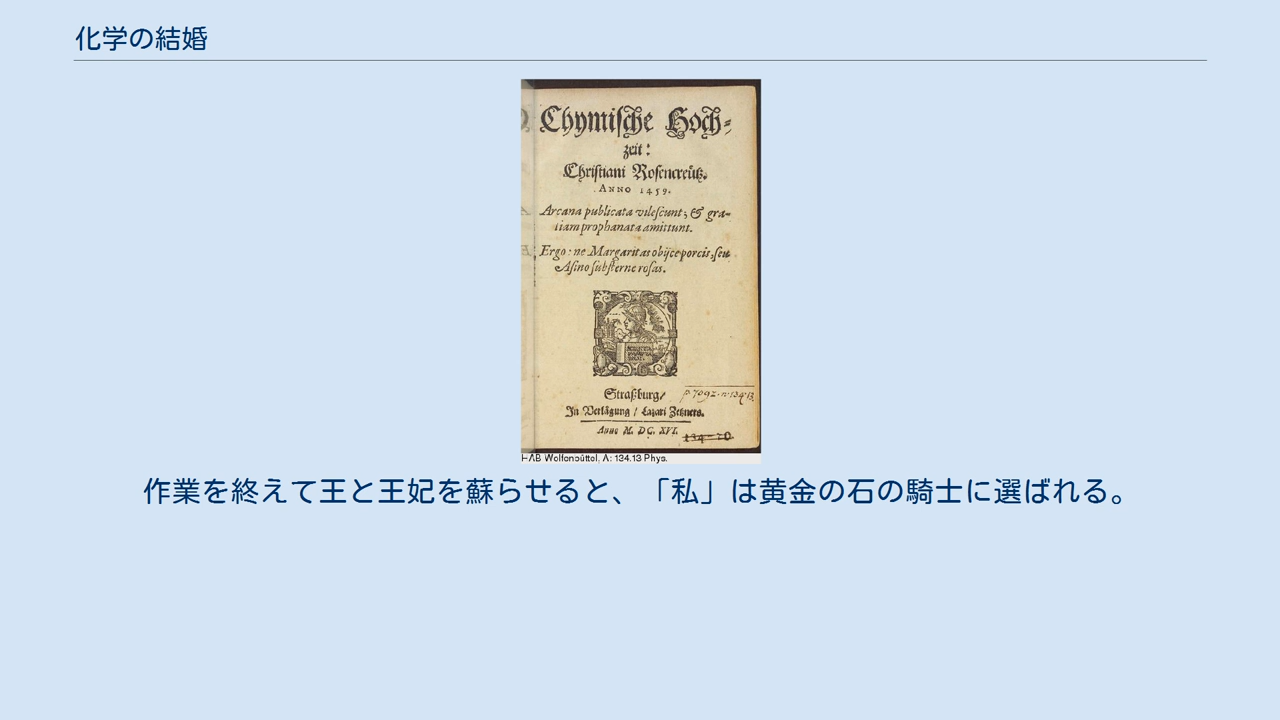 化学の結婚
Chymische Hoch-
zeit:
Christiani Rosencreütz.
ANNO 1459.
Arcana publicata vilescunt; & gra-
tiam prophanata amittunt.
Ergo: ne Margaritas obijce porcis, seu
Asino substerne rosas.
Straßburg/
In Verlägung / Lazari Zetzners.
Anno M. DC. XVI.
HAB Wolfenbüttel, A: 134.13 Phys.
作業を終えて王と王妃を蘇らせると、「私」は黄金の石の騎士に選ばれる。